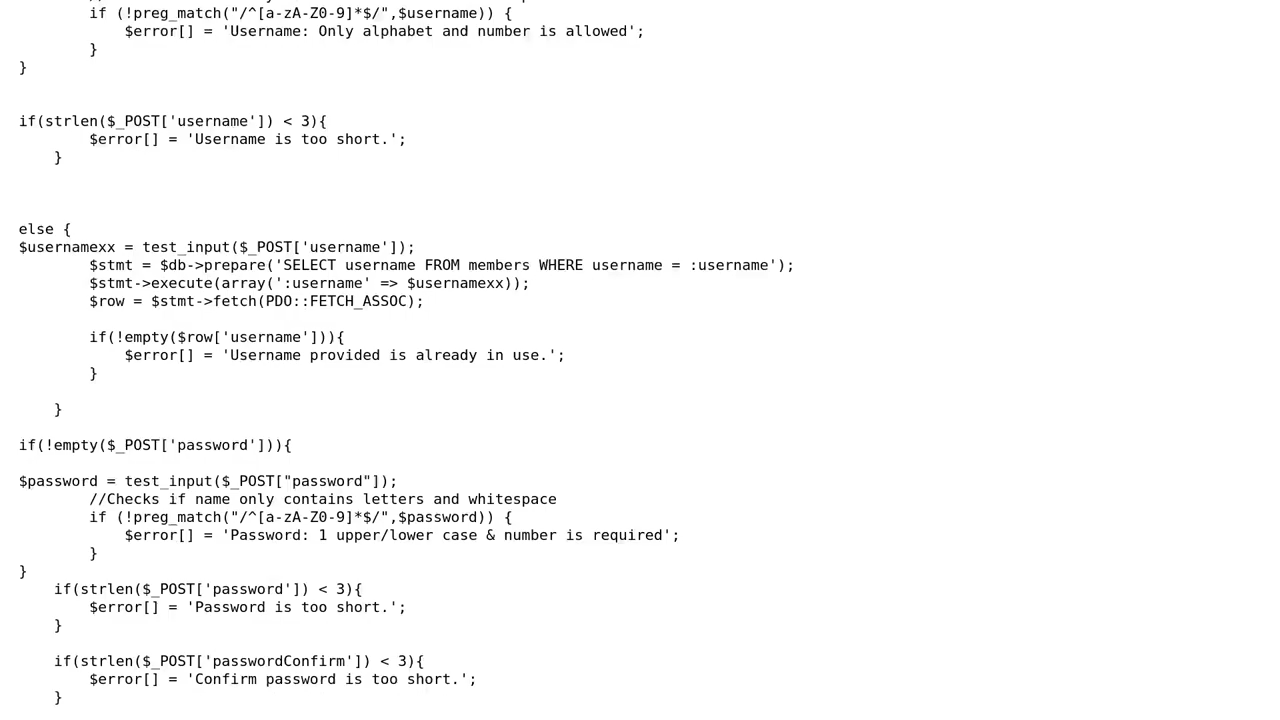 if (!preg_match("/^[a-zA-Z0-9]*$/",$username)) {
$error[] = 'Username: Only alphabet and number is allowed';
}
}
if(strlen($_POST['username']) < 3){
$error[] = 'Username is too short.';
}
else {
$usernamexx = test_input($_POST['username']);
$stmt = $db->prepare('SELECT username FROM members WHERE username = :username');
$stmt->execute(array(':username' => $usernamexx));
$row = $stmt->fetch(PDO::FETCH_ASSOC);
if(!empty($row['username'])){
$error[] = 'Username provided is already in use.';
}
}
if(!empty($_POST['password'])){
$password = test_input($_POST["password"]);
//Checks if name only contains letters and whitespace
if (!preg_match("/^[a-zA-Z0-9]*$/",$password)) {
$error[] = 'Password: 1 upper/lower case & number is required';
}
}
if(strlen($_POST['password']) < 3){
$error[] = 'Password is too short.';
}
if(strlen($_POST['passwordConfirm']) < 3){
$error[] = 'Confirm password is too short.';
}